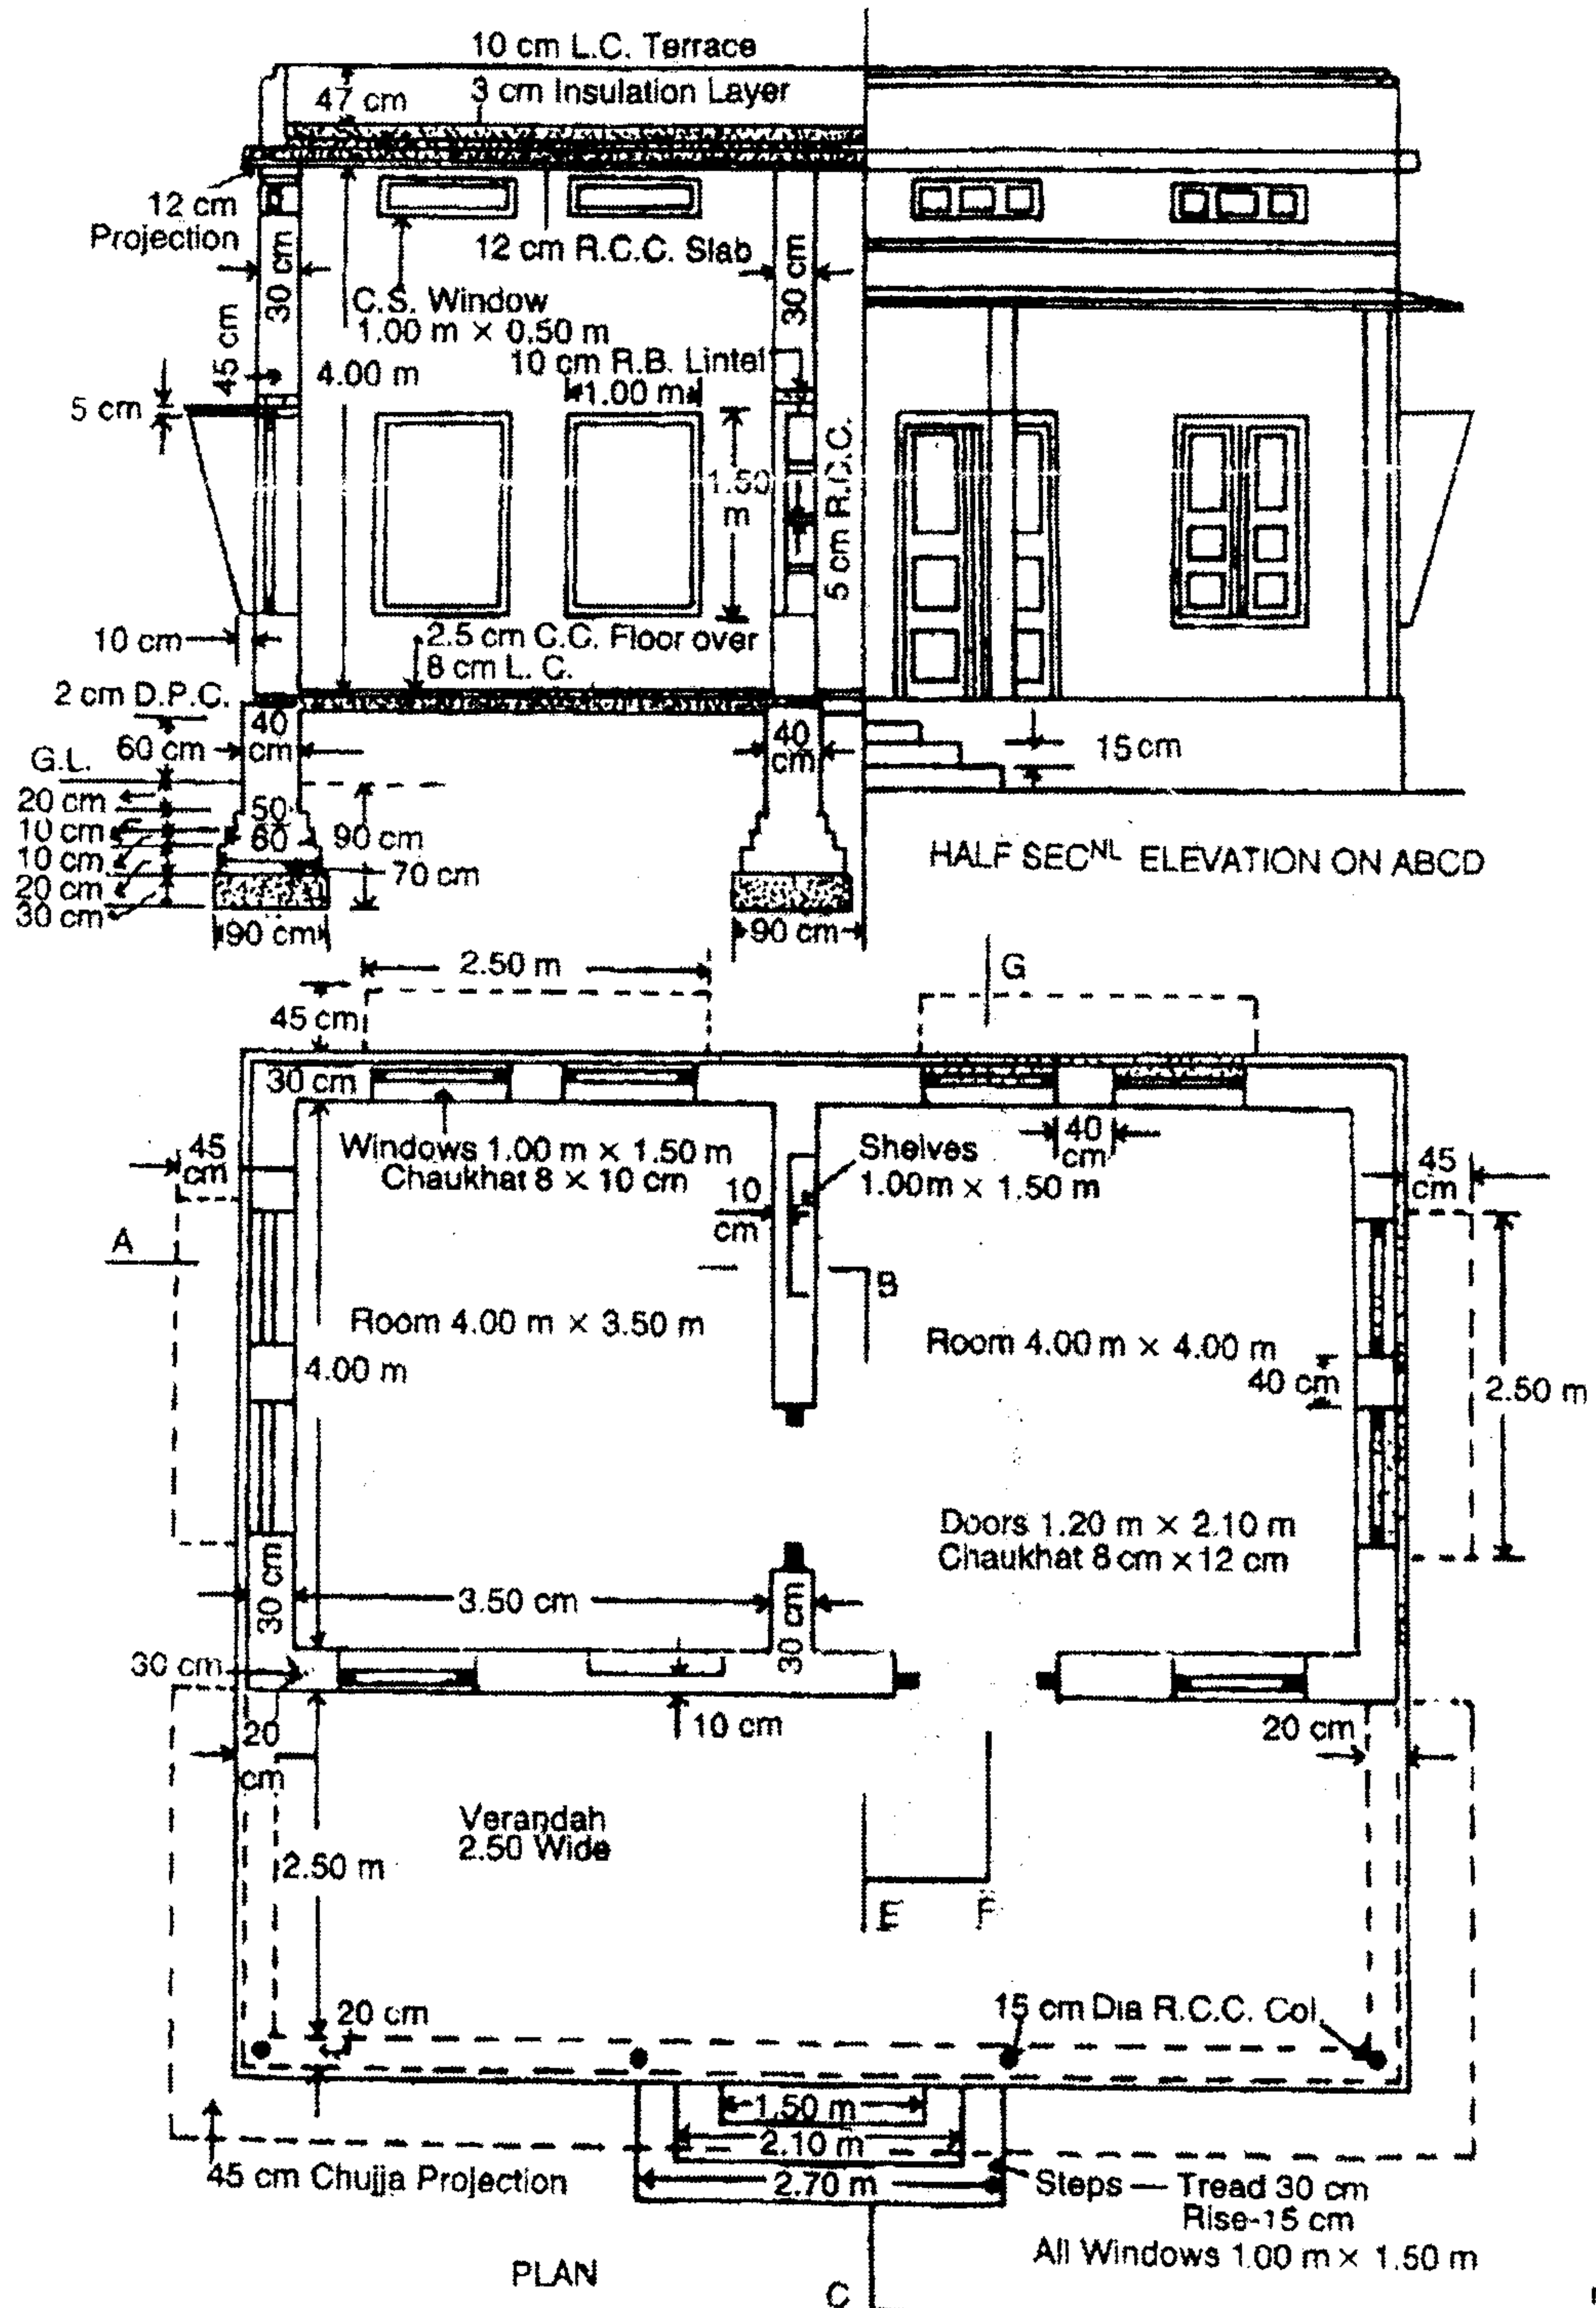 10 cm L.C. Terrace
47 cm
3 cm Insulation Layer
12 cm
Projection
12 cm R.C.C. Slab
30 cm
30 cm
C.S. Window
1.00 m × 0.50 m
45 cm
4.00 m
10 cm R.B. Lintel
1.00 m
5 cm
1.50
m
5 cm R.C.C.
10 cm
2.5 cm C.C. Floor over
8 cm L. C.
2 cm D.P.C.
40
cm
40
cm
60 cm
15 cm
G.L.
20 cm
10 cm
10 cm
20 cm
30 cm
50
60
90 cm
70 cm
90 cm
90 cm
HALF SECNL ELEVATION ON ABCD
2.50 m
G
45 cm
30 cm
Windows 1.00 m × 1.50 m
Chaukhat 8 × 10 cm
Shelves
1.00m × 1.50 m
40
cm
45
cm
45
cm
10
cm
A
B
Room 4.00 m × 3.50 m
Room 4.00 m × 4.00 m
4.00 m
40 cm
2.50 m
Doors 1.20 m × 2.10 m
Chaukhat 8 cm × 12 cm
30 cm
3.50 cm
30 cm
30 cm
20
cm
10 cm
20 cm
Verandah
2.50 Wide
2.50 m
E
F
20 cm
15 cm Dia R.C.C. Col.
1.50 m
2.10 m
2.70 m
45 cm Chujja Projection
Steps — Tread 30 cm
Rise-15 cm
All Windows 1.00 m × 1.50 m
PLAN
C